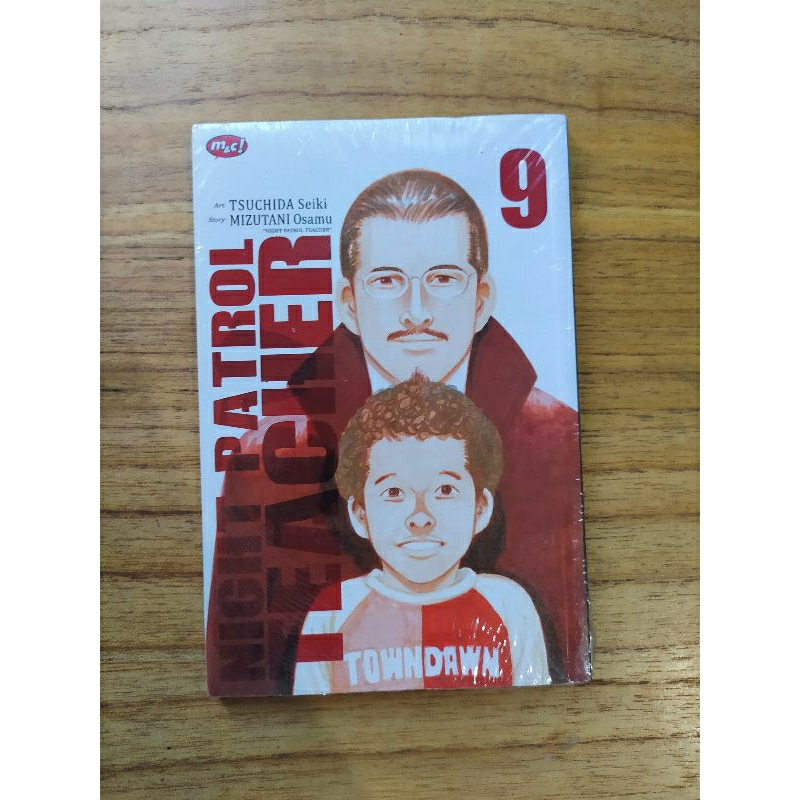 m&c!
9
Art: TSUCHIDA Seiki
Story: MIZUTANI Osamu
"NIGHT PATROL TEACHER"
NIGHT PATROL
TEACHER
TOWNDAWN